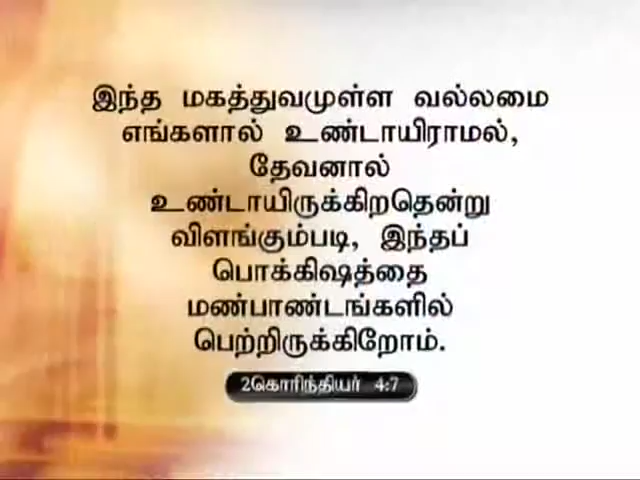 இந்த மகத்துவமுள்ள வல்லமை
எங்களால் உண்டாயிராமல்,
தேவனால்
உண்டாயிருக்கிறதென்று
விளங்கும்படி, இந்தப்
பொக்கிஷத்தை
மண்பாண்டங்களில்
பெற்றிருக்கிறோம்.
2கொரிந்தியர் 4:7